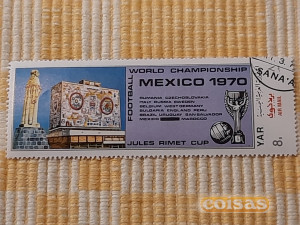 WORLD CHAMPIONSHIP
FOOTBALL
MEXICO 1970
RUMANIA CZECHOSLOVAKIA
ITALY RUSSIA SWEDEN
BELGIUM WEST GERMANY
BULGARIA ENGLAND PERU
BRAZIL URUGUAY SAN SALVADOR
MEXICO MAROCCO
JULES RIMET CUP
YAR
8
SANA'A
coisas